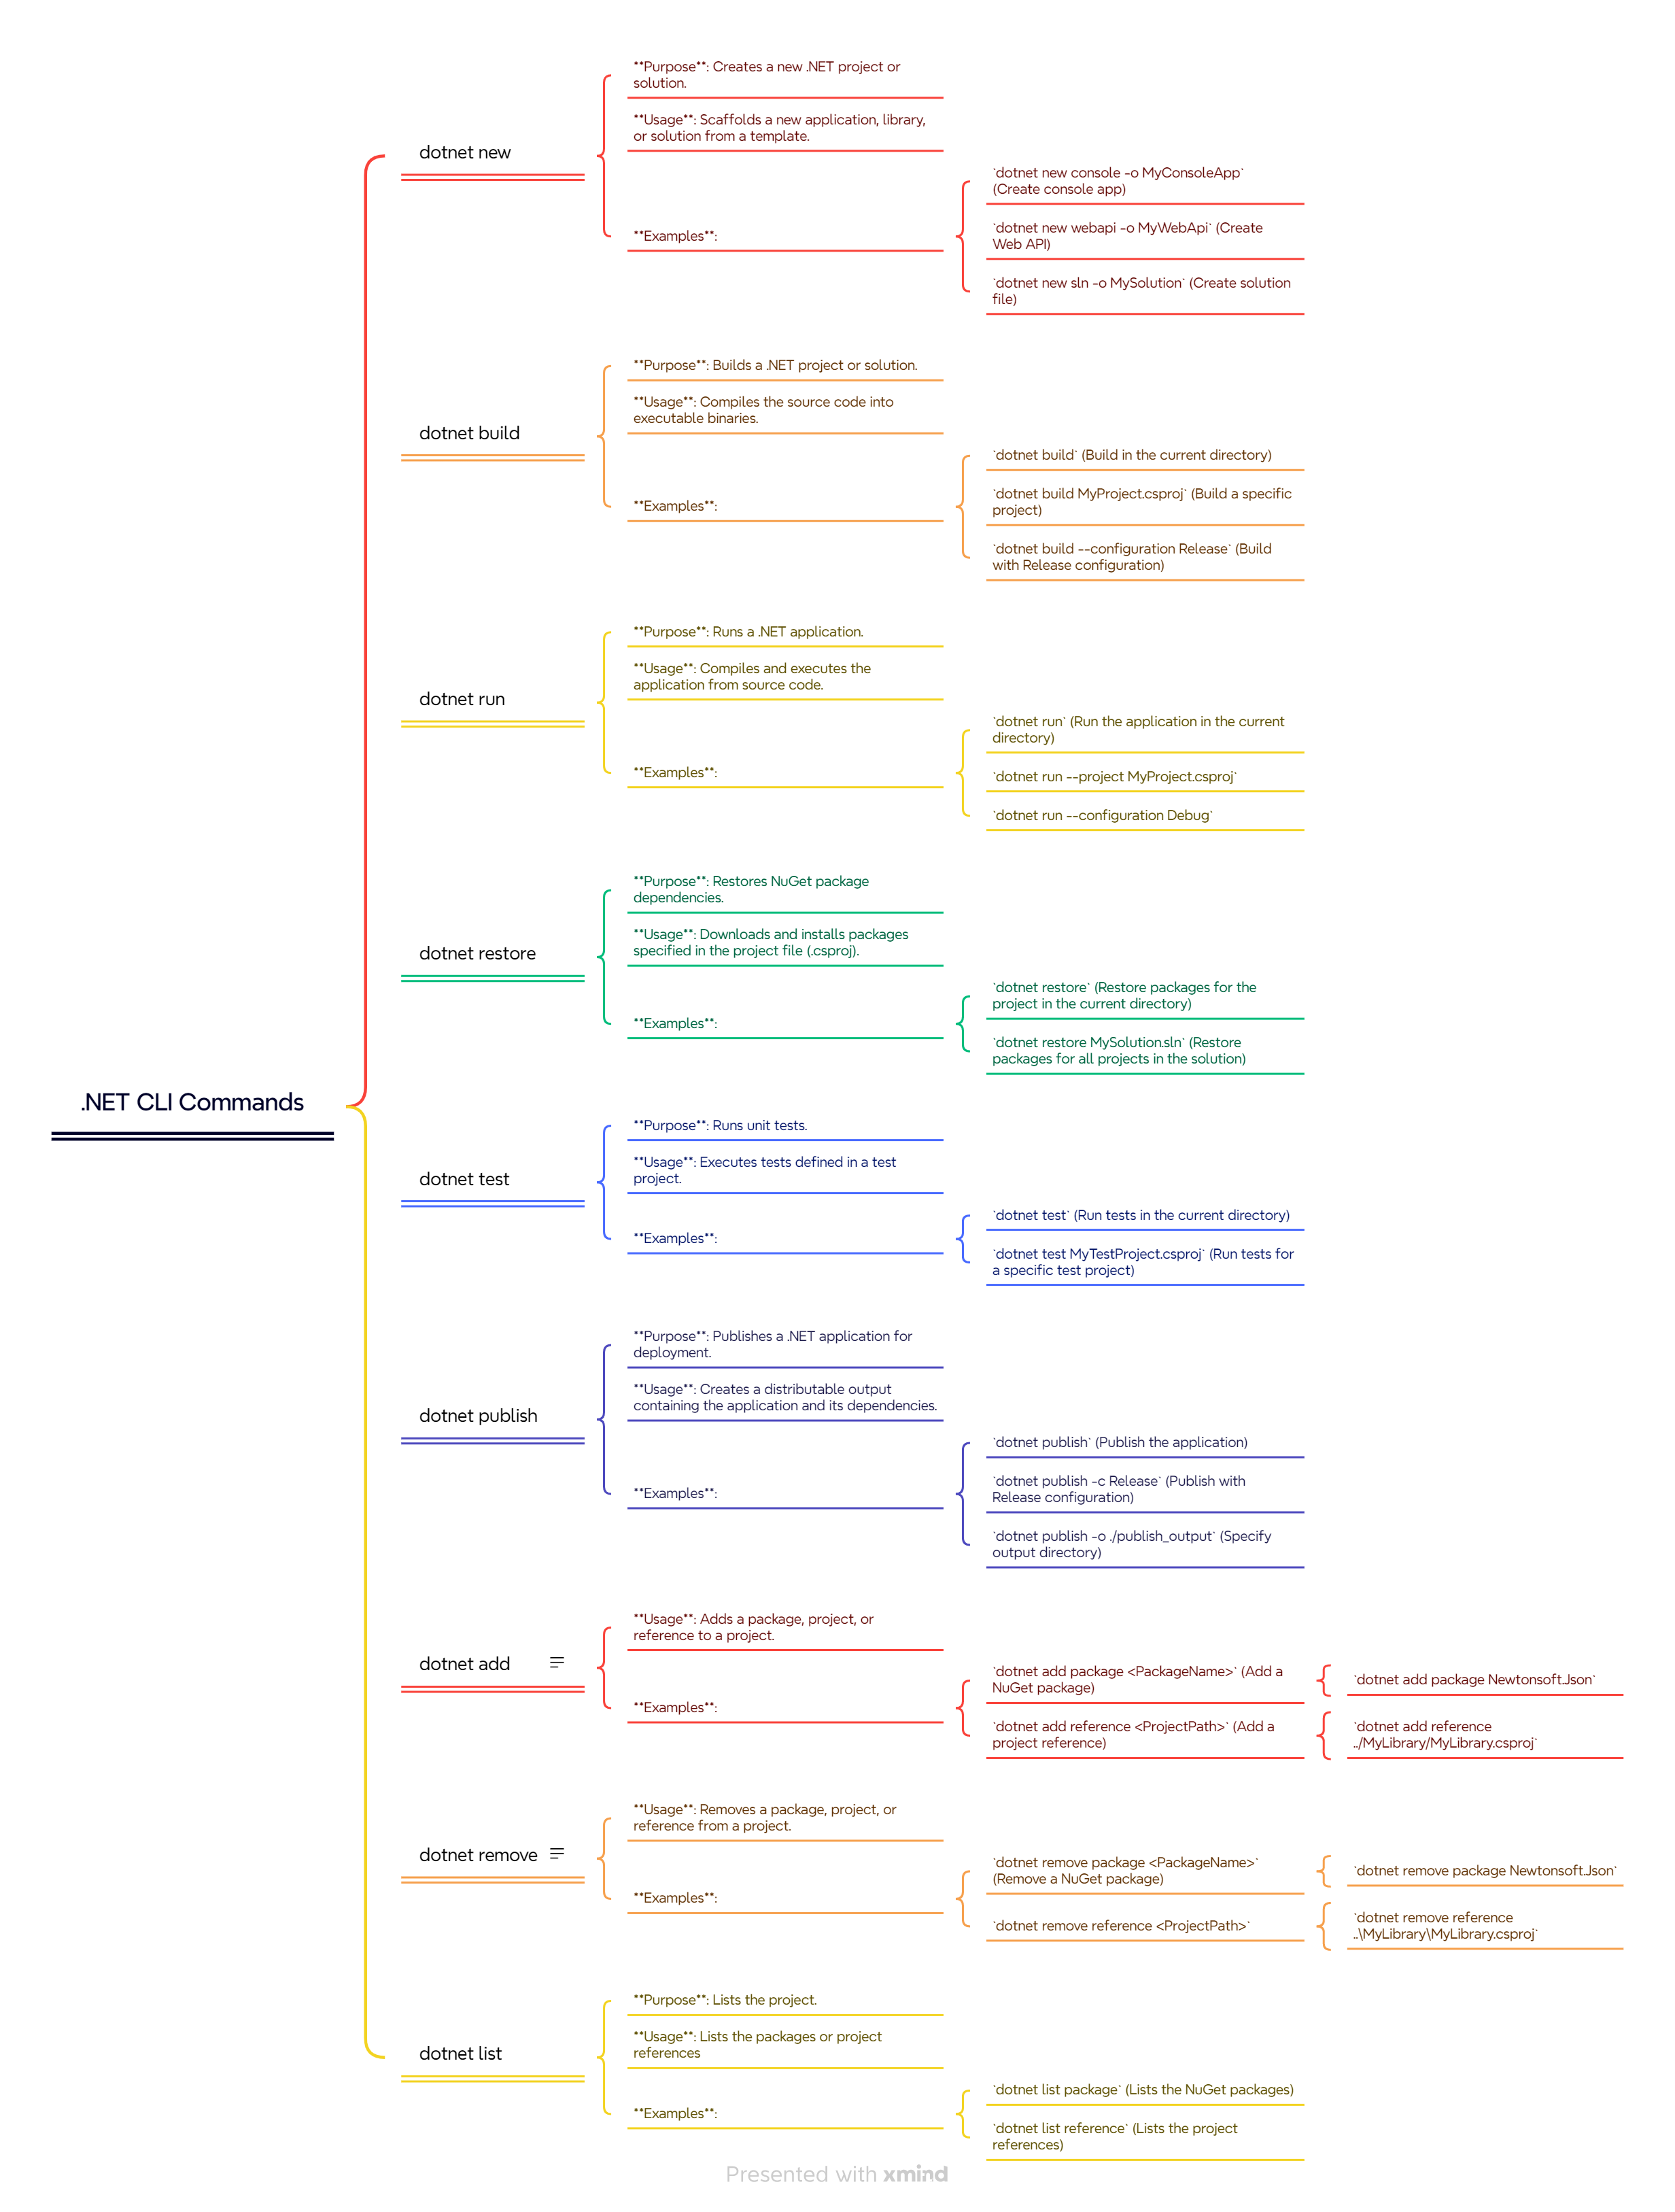 .NET CLI Commands
dotnet new
**Purpose**: Creates a new .NET project or
solution.
**Usage**: Scaffolds a new application, library,
or solution from a template.
**Examples**:
`dotnet new console -o MyConsoleApp`
(Create console app)
`dotnet new webapi -o MyWebApi` (Create
Web API)
`dotnet new sln -o MySolution` (Create solution
file)
dotnet build
**Purpose**: Builds a .NET project or solution.
**Usage**: Compiles the source code into
executable binaries.
**Examples**:
`dotnet build` (Build in the current directory)
`dotnet build MyProject.csproj` (Build a specific
project)
`dotnet build --configuration Release` (Build
with Release configuration)
dotnet run
**Purpose**: Runs a .NET application.
**Usage**: Compiles and executes the
application from source code.
**Examples**:
`dotnet run` (Run the application in the current
directory)
`dotnet run --project MyProject.csproj`
`dotnet run --configuration Debug`
dotnet restore
**Purpose**: Restores NuGet package
dependencies.
**Usage**: Downloads and installs packages
specified in the project file (.csproj).
**Examples**:
`dotnet restore` (Restore packages for the
project in the current directory)
`dotnet restore MySolution.sln` (Restore
packages for all projects in the solution)
dotnet test
**Purpose**: Runs unit tests.
**Usage**: Executes tests defined in a test
project.
**Examples**:
`dotnet test` (Run tests in the current directory)
`dotnet test MyTestProject.csproj` (Run tests for
a specific test project)
dotnet publish
**Purpose**: Publishes a .NET application for
deployment.
**Usage**: Creates a distributable output
containing the application and its dependencies.
**Examples**:
`dotnet publish` (Publish the application)
`dotnet publish -c Release` (Publish with
Release configuration)
`dotnet publish -o ./publish_output` (Specify
output directory)
dotnet add
**Usage**: Adds a package, project, or
reference to a project.
**Examples**:
`dotnet add package <PackageName>` (Add a
NuGet package)
`dotnet add package Newtonsoft.Json`
`dotnet add reference <ProjectPath>` (Add a
project reference)
`dotnet add reference
../MyLibrary/MyLibrary.csproj`
dotnet remove
**Usage**: Removes a package, project, or
reference from a project.
**Examples**:
`dotnet remove package <PackageName>`
(Remove a NuGet package)
`dotnet remove package Newtonsoft.Json`
`dotnet remove reference <ProjectPath>`
`dotnet remove reference
..\MyLibrary\MyLibrary.csproj`
dotnet list
**Purpose**: Lists the project.
**Usage**: Lists the packages or project
references
**Examples**:
`dotnet list package` (Lists the NuGet packages)
`dotnet list reference` (Lists the project
references)
Presented with xmind